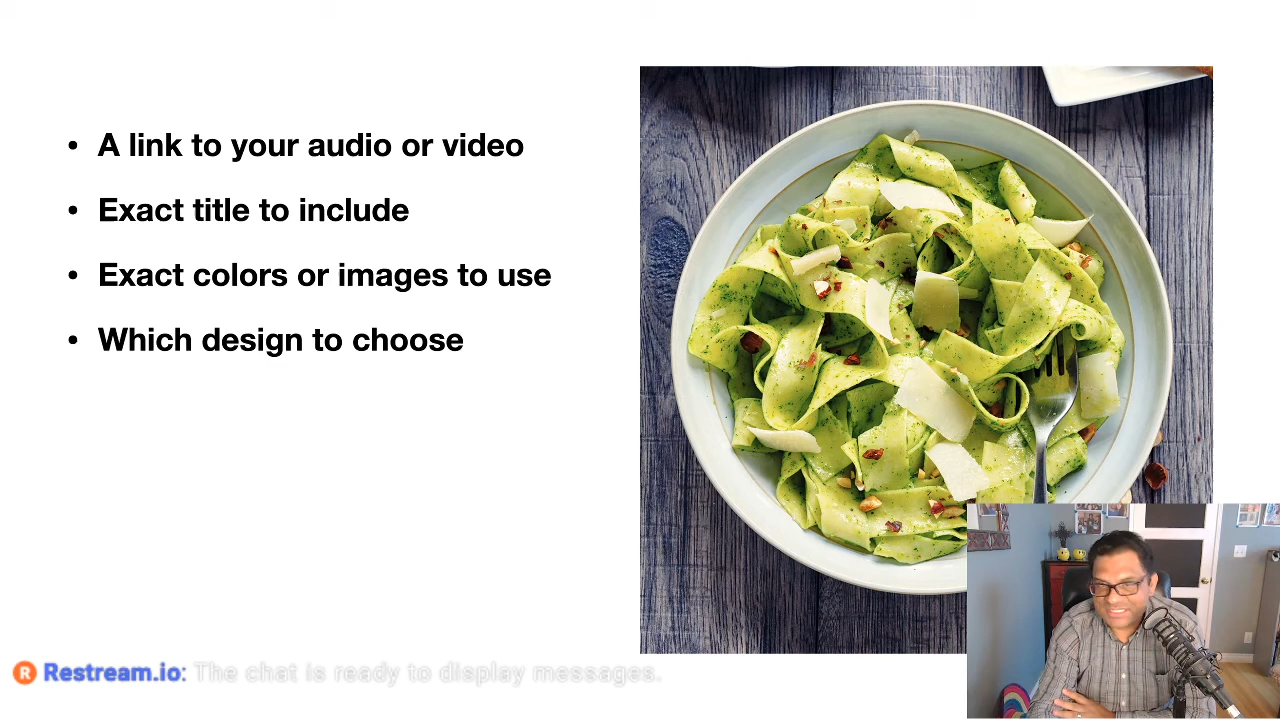 • A link to your audio or video
• Exact title to include
• Exact colors or images to use
• Which design to choose
Restream.io: The chat is ready to display messages.